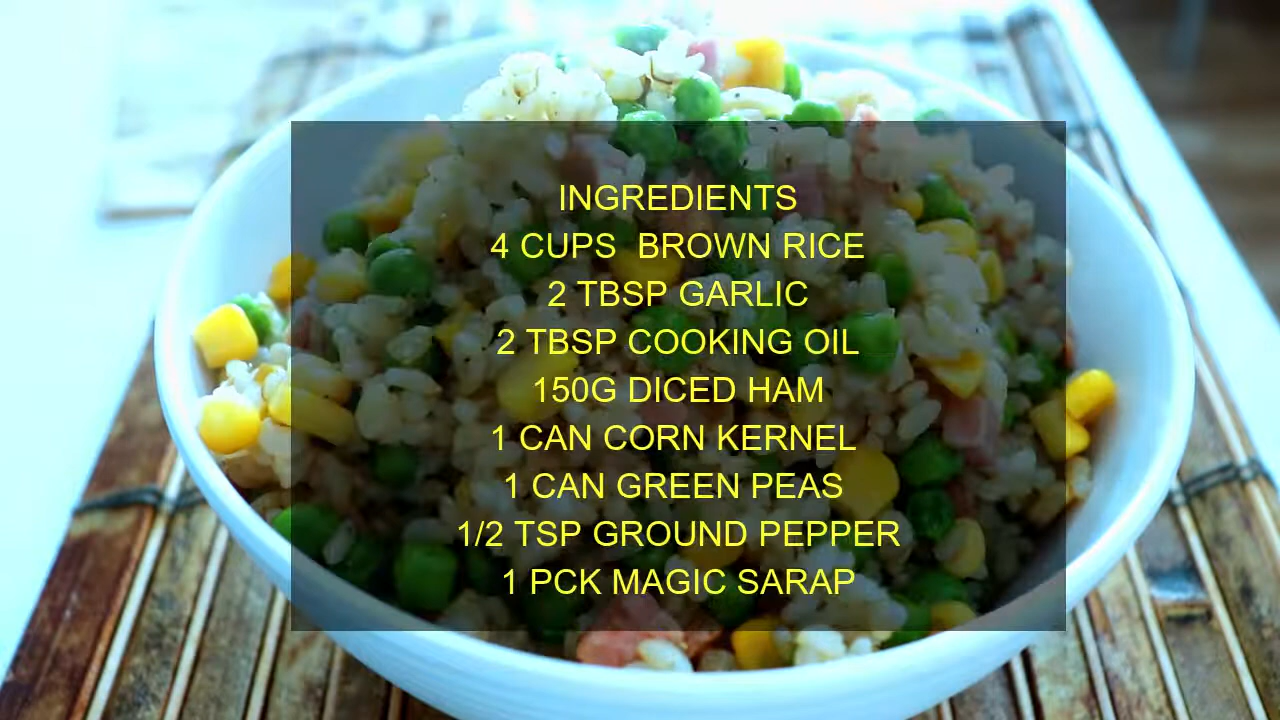 INGREDIENTS
4 CUPS  BROWN RICE
2 TBSP GARLIC
2 TBSP COOKING OIL
150G DICED HAM
1 CAN CORN KERNEL
1 CAN GREEN PEAS
1/2 TSP GROUND PEPPER
1 PCK MAGIC SARAP